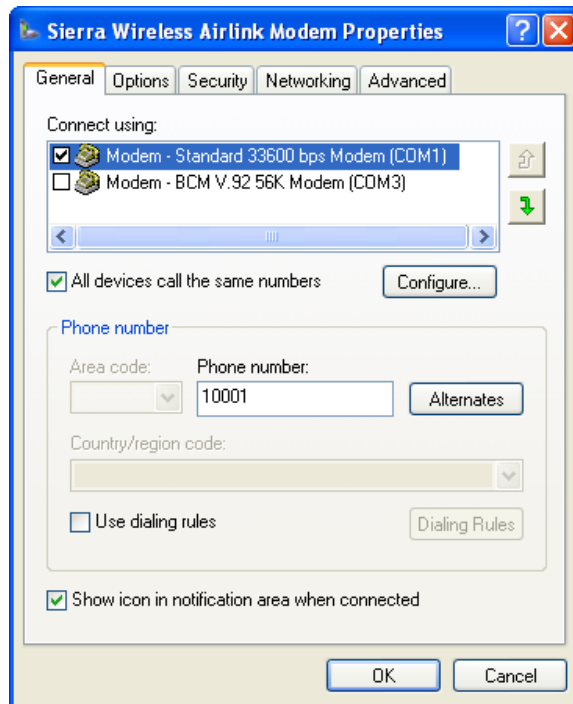 Sierra Wireless Airlink Modem Properties
General Options Security Networking Advanced
Connect using:
Modem - Standard 33600 bps Modem (COM1)
Modem - BCM V.92 56K Modem (COM3)
All devices call the same numbers Configure...
Phone number
Area code: Phone number:
10001 Alternates
Country/region code:
Use dialing rules Dialing Rules
Show icon in notification area when connected
OK Cancel